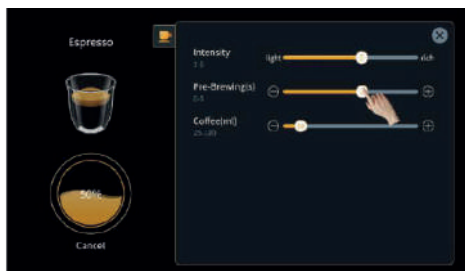 Espresso
Intensity
light
rich
Pre-Brewing(s)
Coffee(ml)
50%
Cancel